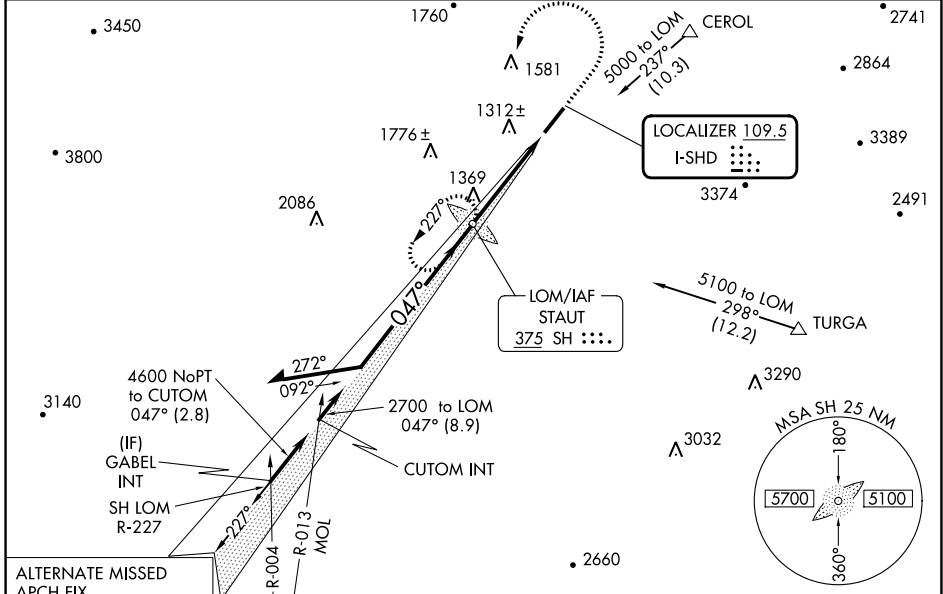 3450
1760
2741
CEROL
5000 to LOM
237°
(10.3)
1581
2864
1312±
1776±
LOCALIZER 109.5
I-SHD
3389
3800
1369
3374
2491
2086
227°
5100 to LOM
298°
(12.2)
TURGA
LOM/IAF
STAUT
375 SH
047°
272°
092°
4600 NoPT
to CUTOM
047° (2.8)
3290
3140
2700 to LOM
047° (8.9)
MSA SH 25 NM
180°
5700
5100
360°
(IF)
GABEL
INT
3032
CUTOM INT
SH LOM
R-227
227°
R-004
R-013
MOL
2660
ALTERNATE MISSED
APCH FIX